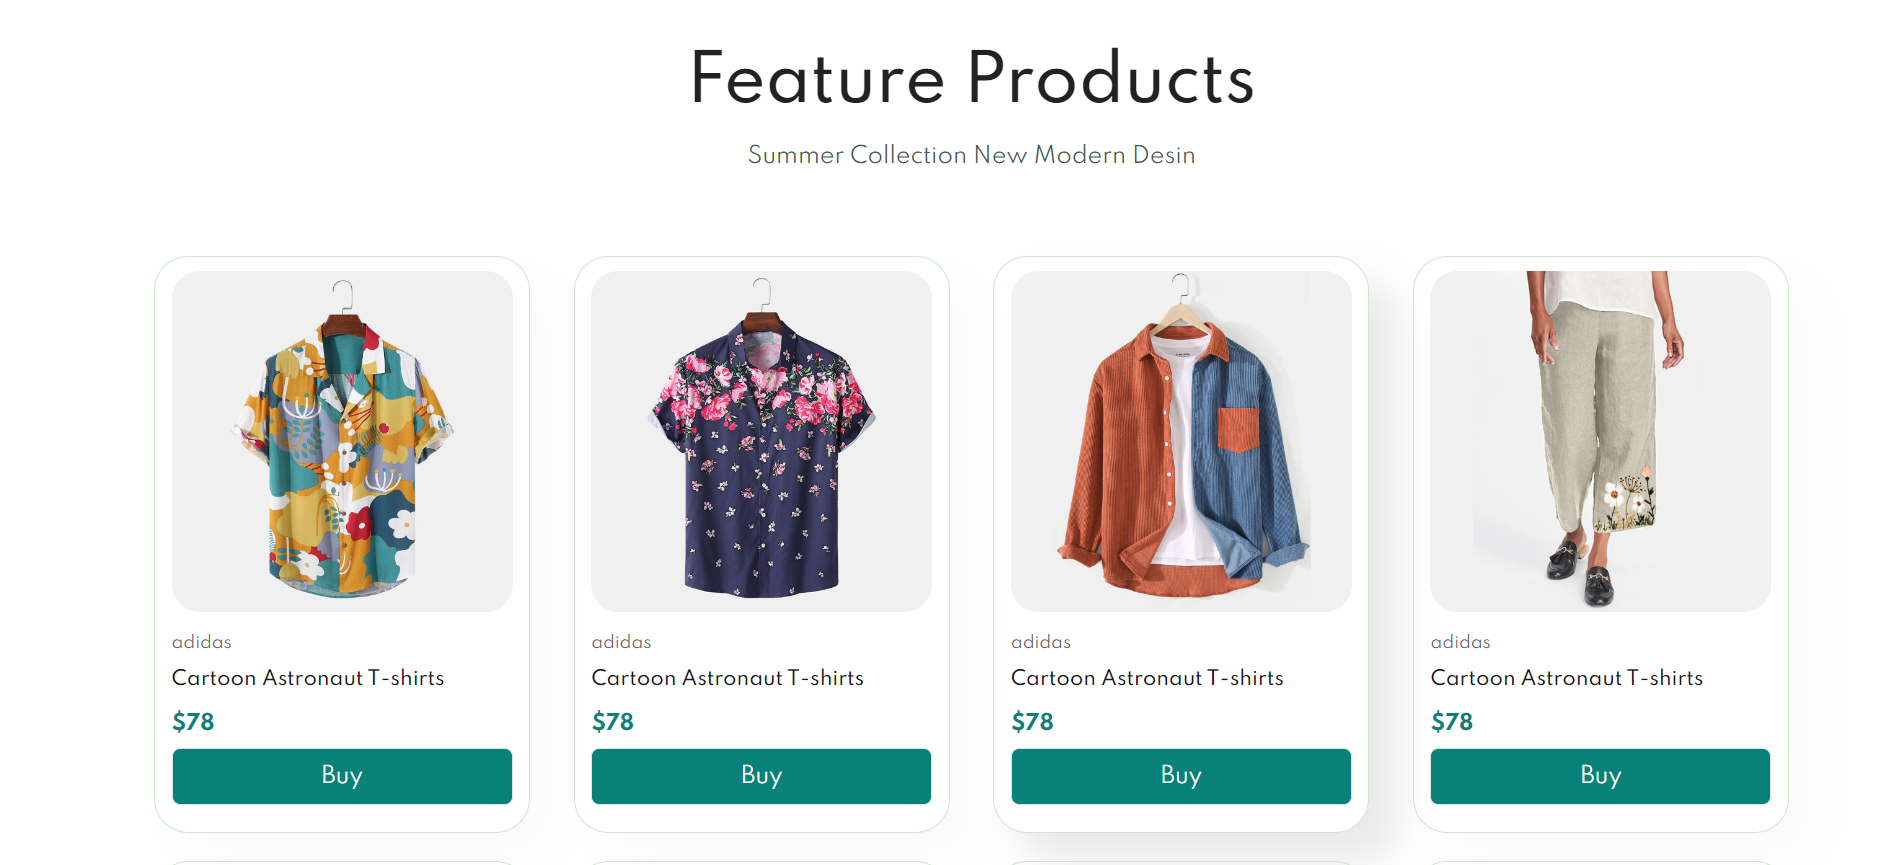 Feature Products
Summer Collection New Modern Desin
adidas
Cartoon Astronaut T-shirts
$78
Buy
adidas
Cartoon Astronaut T-shirts
$78
Buy
adidas
Cartoon Astronaut T-shirts
$78
Buy
adidas
Cartoon Astronaut T-shirts
$78
Buy